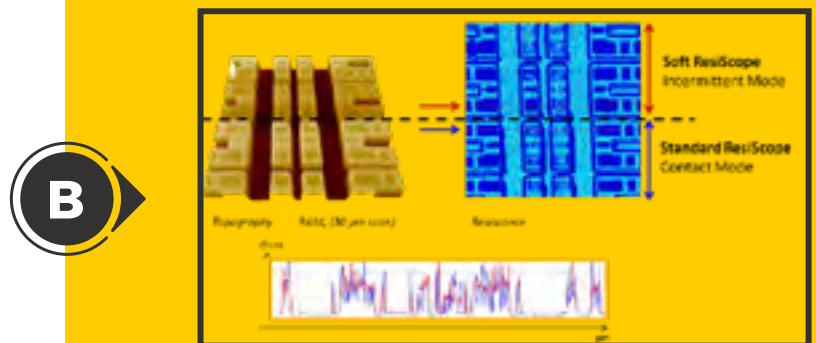 Soft ResiScope
Intermittent Mode
Standard ResiScope
Contact Mode
B
Topography
Resistance